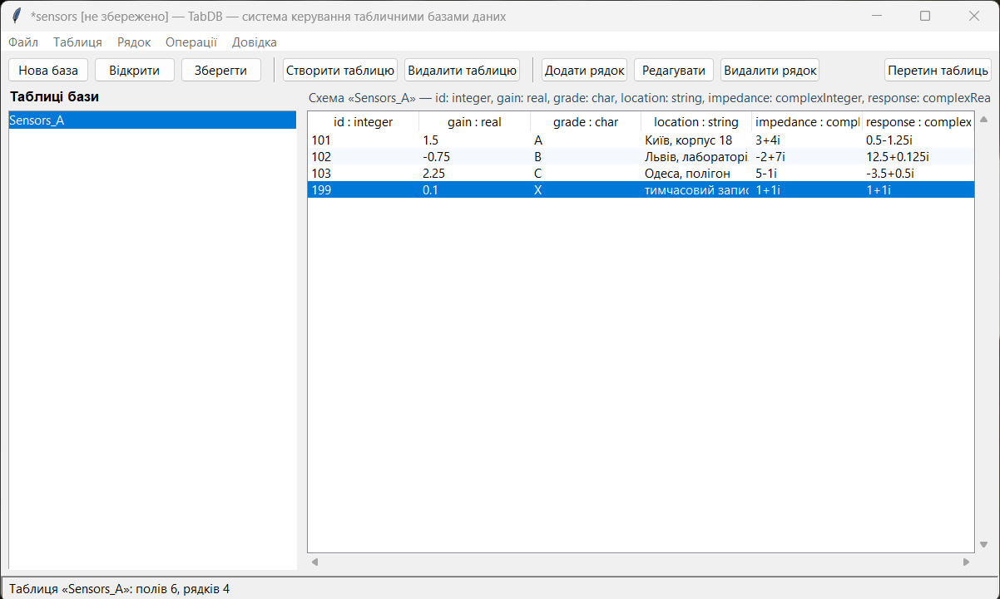 *sensors [не збережено] — TabDB — система керування табличними базами даних
Файл Таблиця Рядок Операції Довідка
Нова база Відкрити Зберегти Створити таблицю Видалити таблицю Додати рядок Редагувати Видалити рядок Перетин таблиць
Таблиці бази
Sensors_A
Схема «Sensors_A» — id: integer, gain: real, grade: char, location: string, impedance: complexInteger, response: complexRea
id : integer gain : real grade : char location : string impedance : compl response : complex
101 1.5 A Київ, корпус 18 3+4i 0.5-1.25i
102 -0.75 B Львів, лабораторі. -2+7i 12.5+0.125i
103 2.25 C Одеса, полігон 5-1i -3.5+0.5i
199 0.1 X тимчасовий запис 1+1i 1+1i
Таблиця «Sensors_A»: полів 6, рядків 4